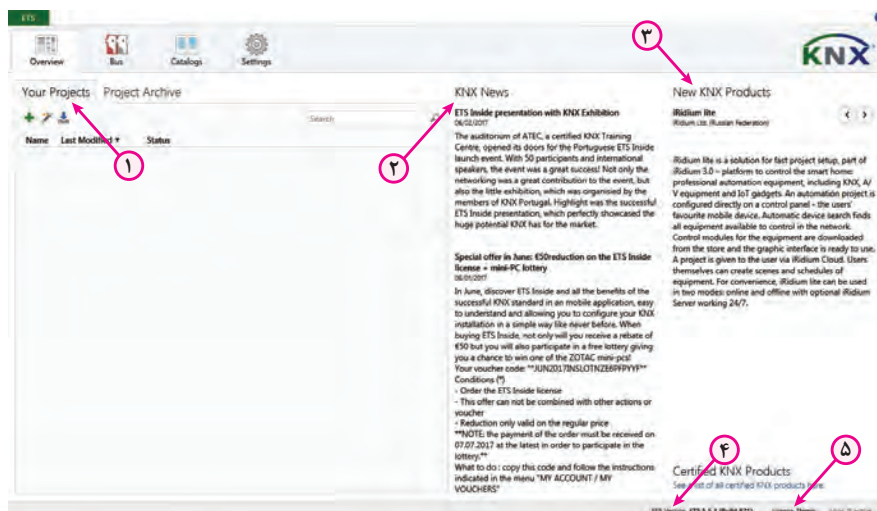 ETS
Overview Bus Catalogs Settings
۳
KNX
Your Projects Project Archive
Search
Name Last Modified Status
۱
KNX News
ETS Inside presentation with KNX Exhibition
06/02/2017
The auditorium of ATEC, a certified KNX Training
Centre, opened its doors for the Portuguese ETS Inside
launch event. With 50 participants and international
speakers, the event was a great success! Not only the
networking was a great contribution to the event, but
also the little exhibition, which was organised by the
members of KNX Portugal. Highlight was the successful
ETS Inside presentation, which perfectly showcased the
huge potential KNX has for the market.
۲
Special offer in June: €50reduction on the ETS Inside
license + mini-PC lottery
06/01/2017
In June, discover ETS Inside and all the benefits of the
successful KNX standard in an mobile application, easy
to understand and allowing you to configure your KNX
installation in a simple way like never before. When
buying ETS Inside, not only will you receive a rebate of
€50 but you will also participate in a free lottery giving
you a chance to win one of the ZOTAC mini-pcs!
Your voucher code: **JUN2017INSLOTNZE6PFPYYF**
Conditions (*)
- Order the ETS Inside license
- This offer can not be combined with other actions or
voucher
- Reduction only valid on the regular price
**NOTE: the payment of the order must be received on
07.07.2017 at the latest in order to participate in the
lottery.**
What to do : copy this code and follow the instructions
indicated in the menu "MY ACCOUNT / MY
VOUCHERS"
New KNX Products
iRidium lite
iRidium Ltd. (Russian Federation)
iRidium lite is a solution for fast project setup, part of
iRidium 3.0 – platform to control the smart home
professional automation equipment, including KNX, A/
V equipment and IoT gadgets. An automation project is
configured directly on a control panel - the users'
favourite mobile device. Automatic device search finds
all equipment available to control in the network.
Control modules for the equipment are downloaded
from the store and the graphic interface is ready to use.
A project is given to the user via iRidium Cloud. Users
themselves can create scenes and schedules of
equipment. For convenience, iRidium lite can be used
in two modes: online and offline with optional iRidium
Server working 24/7.
۴
۵
Certified KNX Products
See a list of all certified KNX products here